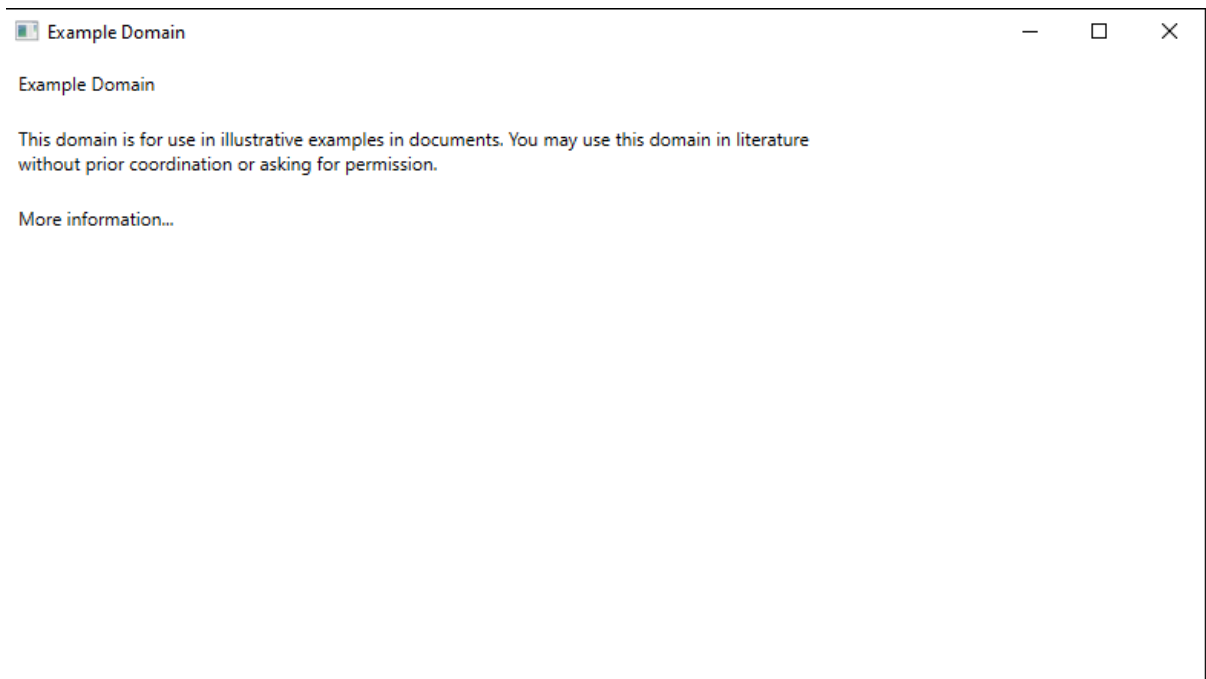 Example Domain
Example Domain
This domain is for use in illustrative examples in documents. You may use this domain in literature
without prior coordination or asking for permission.
More information...